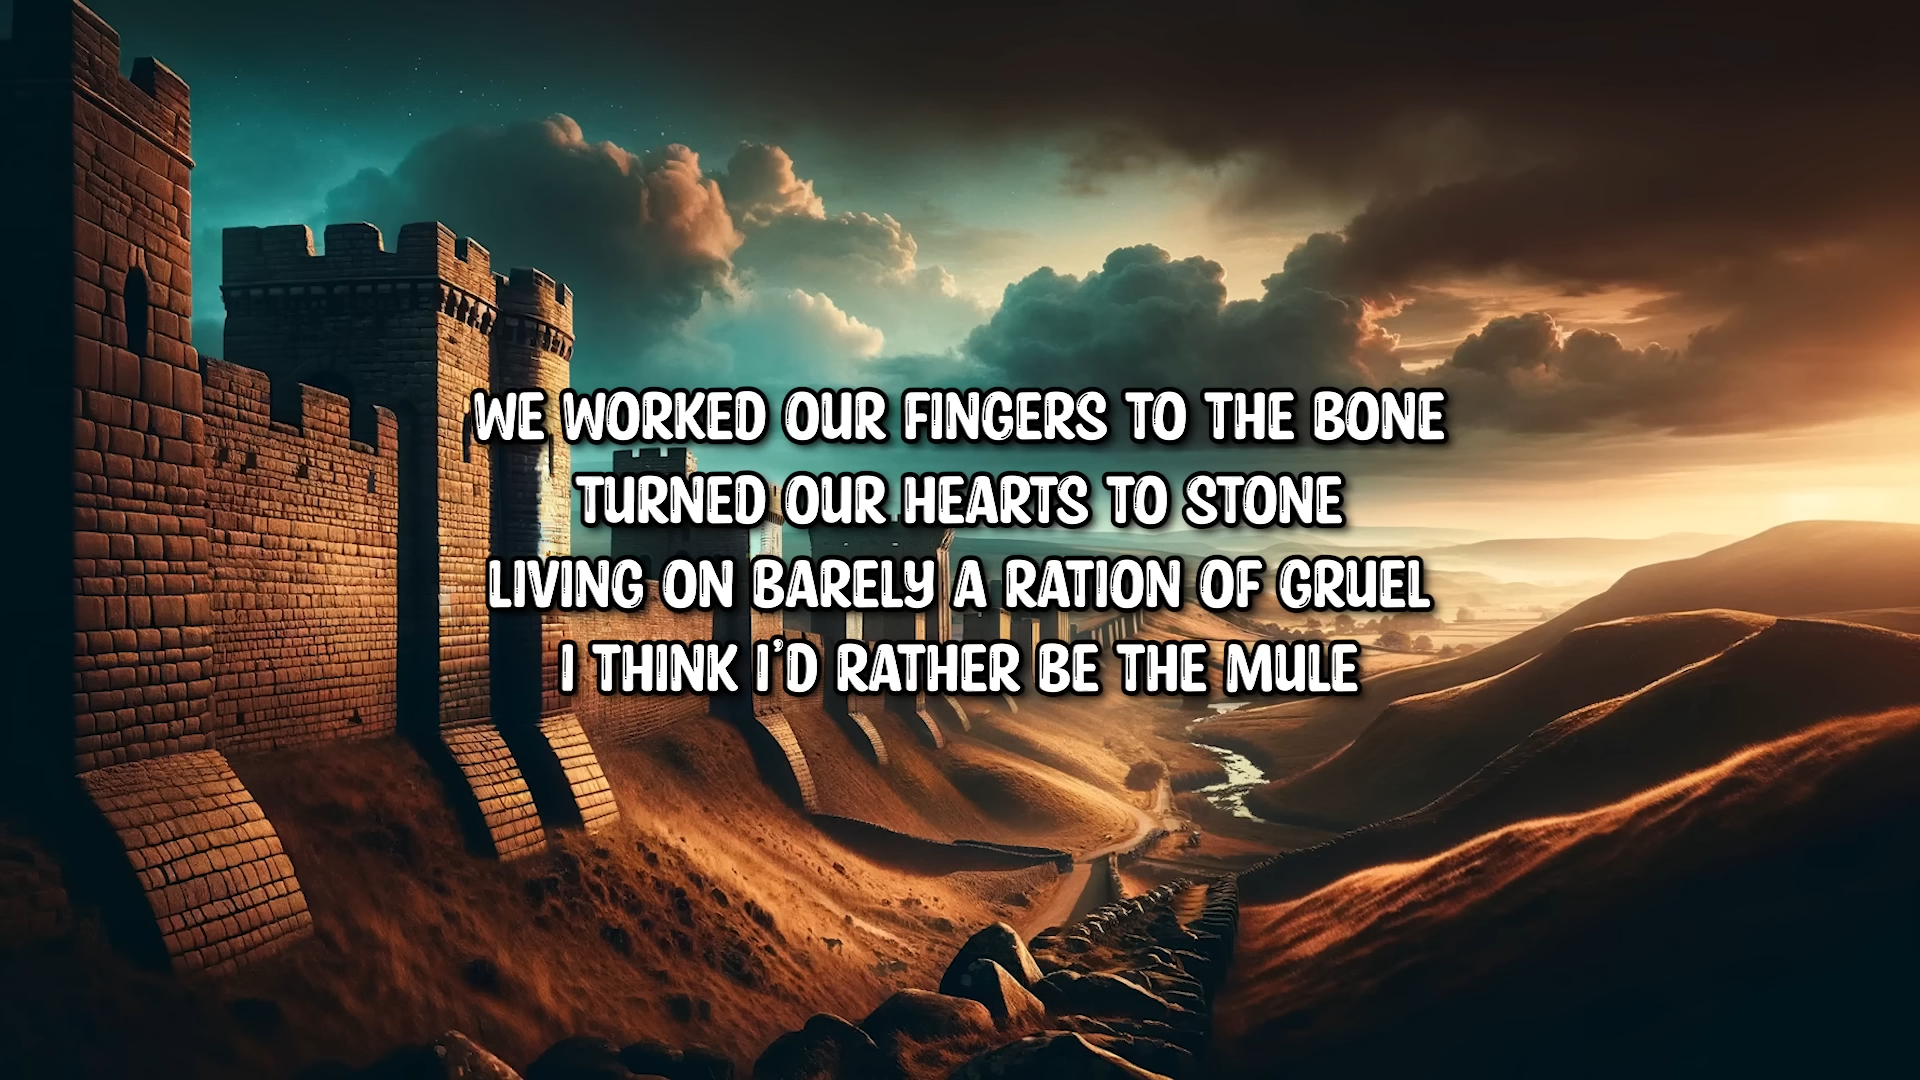 WE WORKED OUR FINGERS TO THE BONE
TURNED OUR HEARTS TO STONE
LIVING ON BARELY A RATION OF GRUEL
I THINK I'D RATHER BE THE MULE